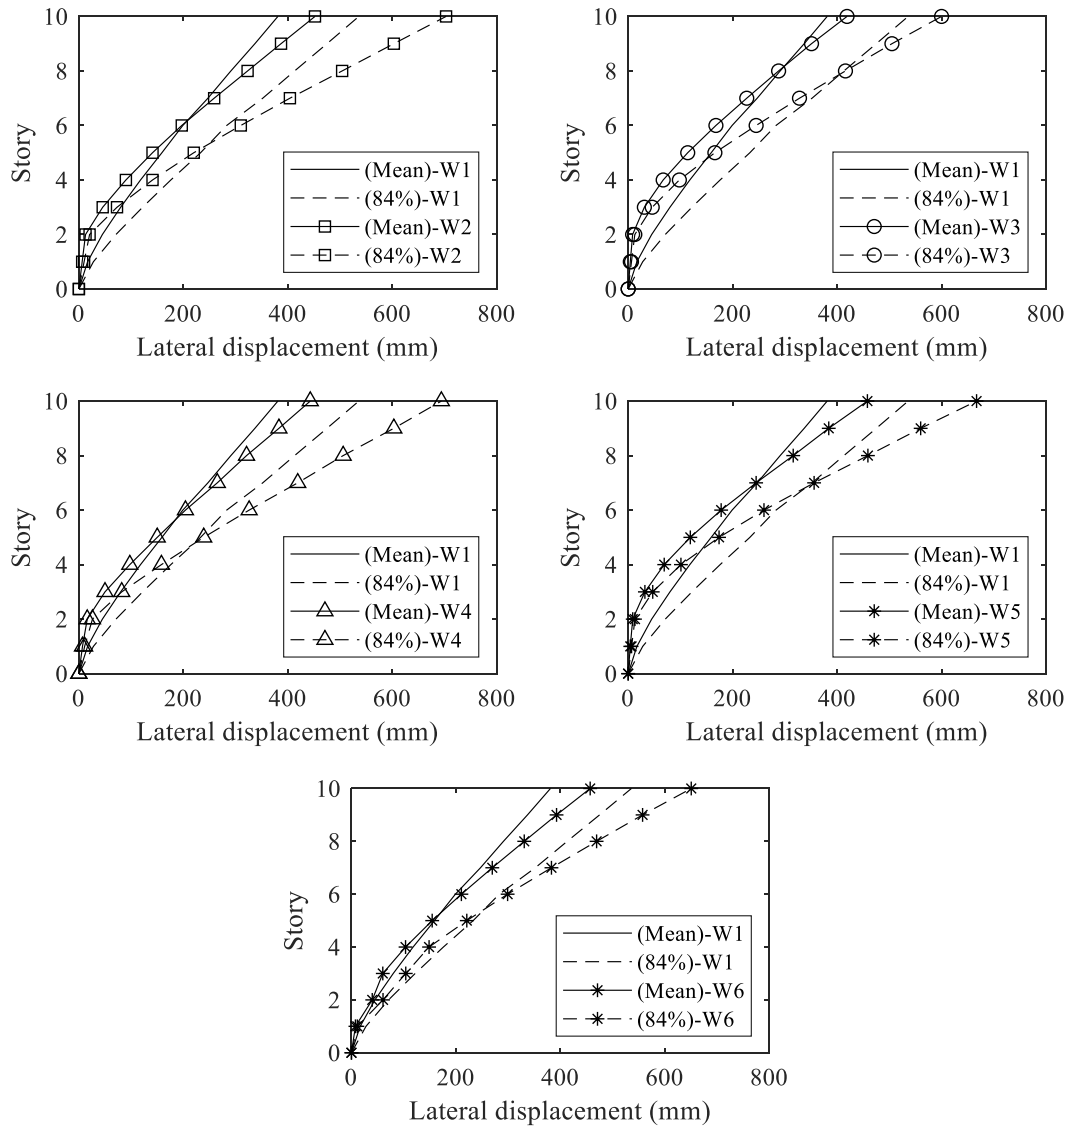 10
8
6
4
2
0
Story
(Mean)-W1
(84%)-W1
(Mean)-W2
(84%)-W2
0 200 400 600 800
Lateral displacement (mm)
10
8
6
4
2
0
Story
(Mean)-W1
(84%)-W1
(Mean)-W3
(84%)-W3
0 200 400 600 800
Lateral displacement (mm)
10
8
6
4
2
0
Story
(Mean)-W1
(84%)-W1
(Mean)-W4
(84%)-W4
0 200 400 600 800
Lateral displacement (mm)
10
8
6
4
2
0
Story
(Mean)-W1
(84%)-W1
(Mean)-W5
(84%)-W5
0 200 400 600 800
Lateral displacement (mm)
10
8
6
4
2
0
Story
(Mean)-W1
(84%)-W1
(Mean)-W6
(84%)-W6
0 200 400 600 800
Lateral displacement (mm)